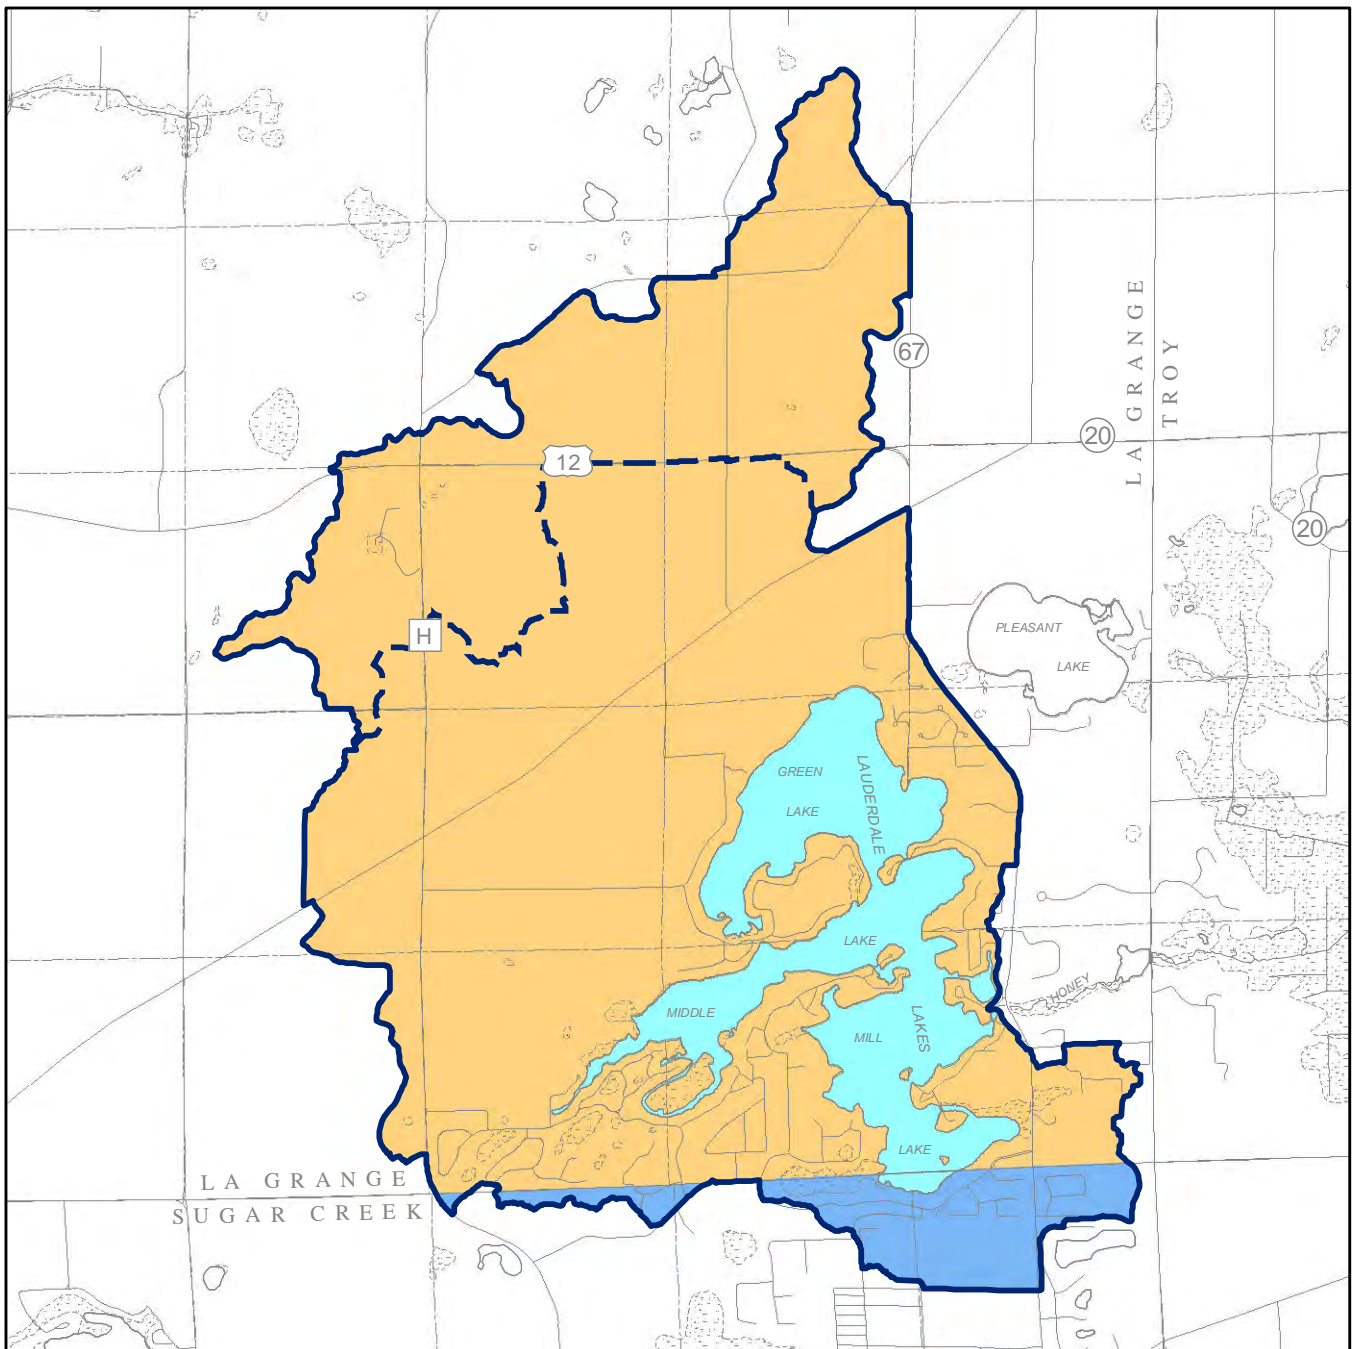 LA GRANGE
TROY
67
20
12
20
H
PLEASANT
LAKE
GREEN
LAKE
LAUDERDALE
LAKE
HONEY
MIDDLE
MILL
LAKES
LAKE
LA GRANGE
SUGAR CREEK